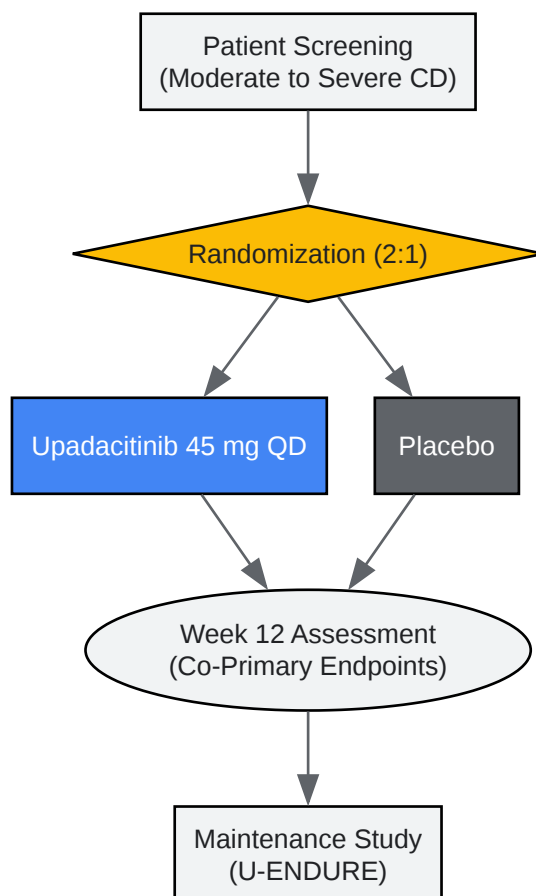 Patient Screening
(Moderate to Severe CD)
Randomization (2:1)
Upadacitinib 45 mg QD
Placebo
Week 12 Assessment
(Co-Primary Endpoints)
Maintenance Study
(U-ENDURE)